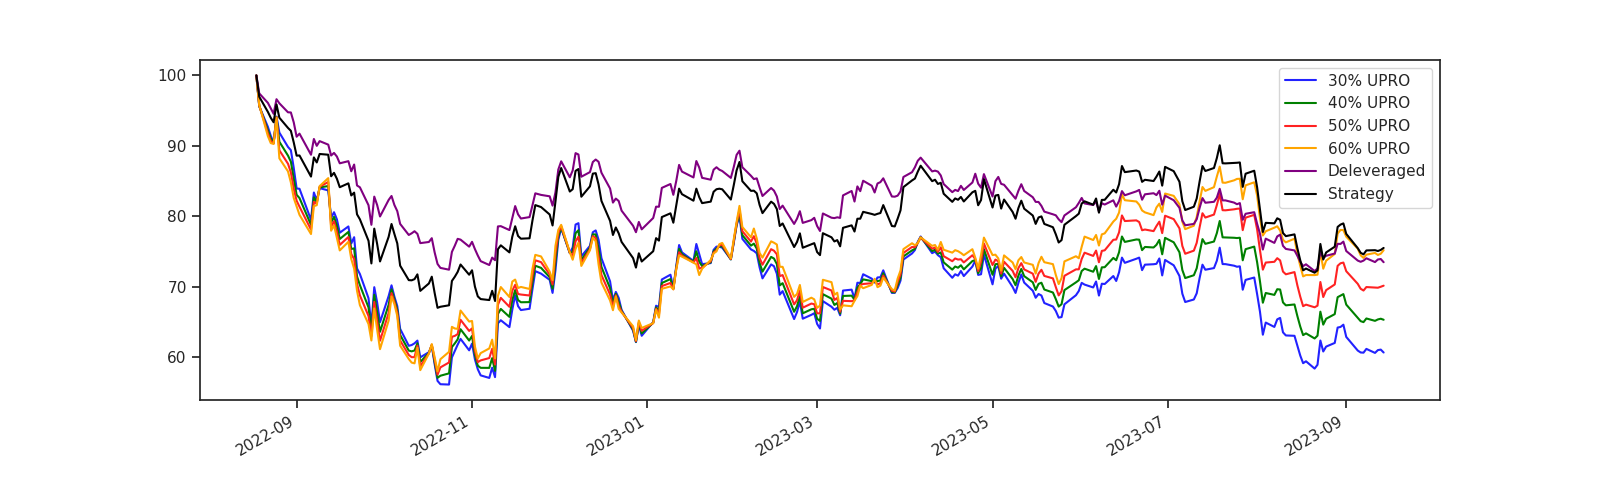 100
90
80
70
60
2022-09
2022-11
2023-01
2023-03
2023-05
2023-07
2023-09
30% UPRO
40% UPRO
50% UPRO
60% UPRO
Deleveraged
Strategy